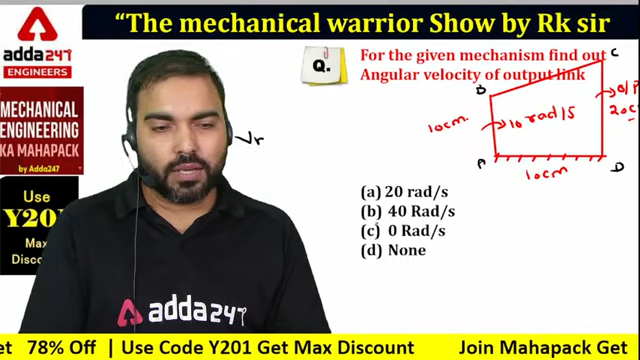 “The mechanical warrior Show by Rk sir
adda247
ENGINEERS
MECHANICAL
ENGINEERING
KA MAHAPACK
by Adda247
Use
Y201
Max
Q.
For the given mechanism find out
Angular velocity of output link
C
B
O/P
10cm.
10 rad/s
A
10cm
D
(a) 20 rad/s
(b) 40 Rad/s
(c) 0 Rad/s
(d) None
Vr
adda247
78% Off | Use Code Y201 Get Max Discount Join Mahapack Get